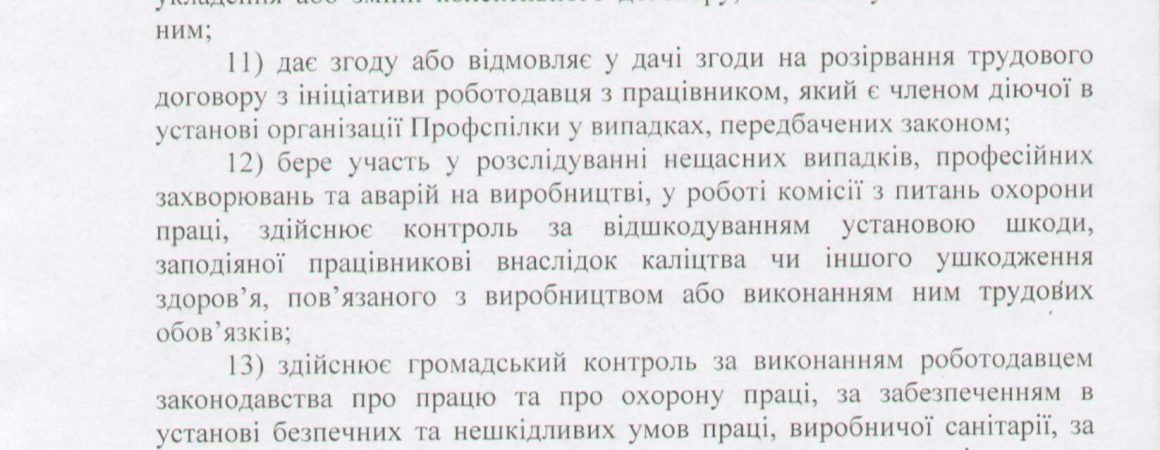 ним;
11) дає згоду або відмовляє у дачі згоди на розірвання трудового
договору з ініціативи роботодавця з працівником, який є членом діючої в
установі організації Профспілки у випадках, передбачених законом;
12) бере участь у розслідуванні нещасних випадків, професійних
захворювань та аварій на виробництві, у роботі комісії з питань охорони
праці, здійснює контроль за відшкодуванням установою шкоди,
заподіяної працівникові внаслідок каліцтва чи іншого ушкодження
здоров’я, пов’язаного з виробництвом або виконанням ним трудових
обов’язків;
13) здійснює громадський контроль за виконанням роботодавцем
законодавства про працю та про охорону праці, за забезпеченням в
установі безпечних та нешкідливих умов праці, виробничої санітарії, за